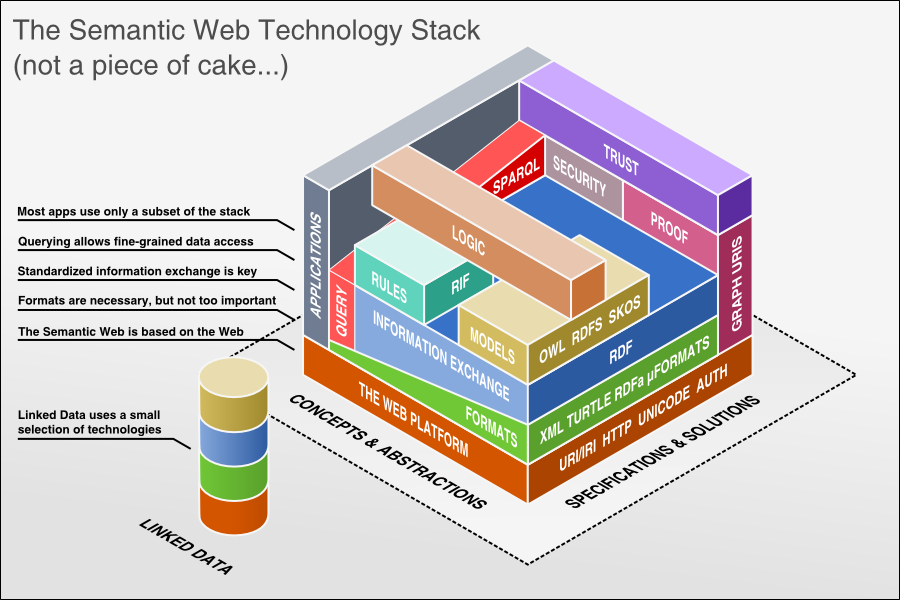 The Semantic Web Technology Stack
(not a piece of cake...)
Most apps use only a subset of the stack
Querying allows fine-grained data access
Standardized information exchange is key
Formats are necessary, but not too important
The Semantic Web is based on the Web
Linked Data uses a small
selection of technologies
LINKED DATA
APPLICATIONS
TRUST
SPARQL
SECURITY
PROOF
LOGIC
RULES
RIF
QUERY
GRAPH URIS
MODELS
OWL RDFS SKOS
INFORMATION EXCHANGE
RDF
FORMATS
XML TURTLE RDFa μFORMATS
THE WEB PLATFORM
URI/IRI HTTP UNICODE AUTH
CONCEPTS & ABSTRACTIONS
SPECIFICATIONS & SOLUTIONS